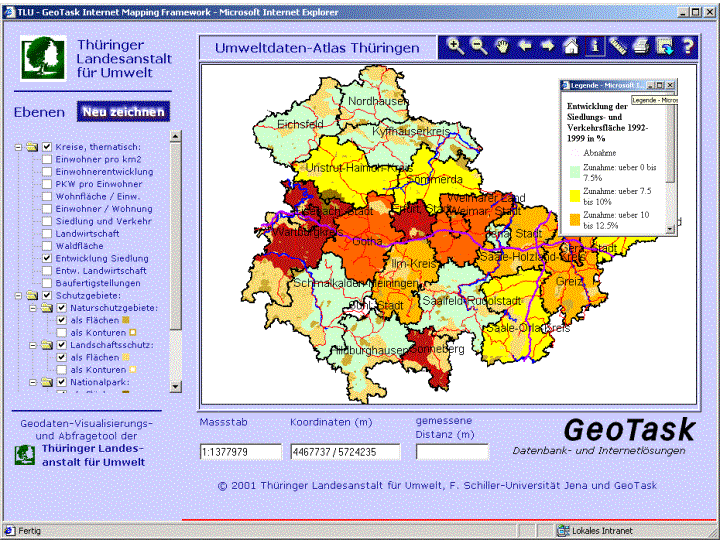 TLU - GeoTask Internet Mapping Framework - Microsoft Internet Explorer
Thüringer
Landesanstalt
für Umwelt
Umweltdaten-Atlas Thüringen
Ebenen
Neu zeichnen
Kreise, thematisch:
Einwohner pro km2
Einwohnerentwicklung
PKW pro Einwohner
Wohnfläche / Einw.
Einwohner / Wohnung
Siedlung und Verkehr
Landwirtschaft
Waldfläche
Entwicklung Siedlung
Entw. Landwirtschaft
Baufertigstellungen
Schutzgebiete:
Naturschutzgebiete:
als Flächen
als Konturen
Landschaftsschutz:
als Flächen
als Konturen
Nationalpark:
Nordhausen
Eichsfeld
Kyffhäuserkreis
Unstrut-Hainich-Kreis
Sömmerda
Weimarer Land
Eisenach, Stadt
Erfurt, Stadt
Weimar, Stadt
Wartburgkreis
Gotha
Jena, Stadt
Gera, Stadt
Ilm-Kreis
Saale-Holzland-Kreis
Schmalkalden-Meiningen
Greiz
Suhl, Stadt
Saalfeld-Rudolstadt
Saale-Orla-Kreis
Hildburghausen
Sonneberg
Legende - Microsoft I...
Legende - Micros
Entwicklung der
Siedlungs- und
Verkehrsfläche 1992-
1999 in %
Abnahme
Zunahme: ueber 0 bis
7.5%
Zunahme: ueber 7.5
bis 10%
Zunahme: ueber 10
bis 12.5%
Geodaten-Visualisierungs-
und Abfragetool der
Thüringer Landes-
anstalt für Umwelt
Massstab
Koordinaten (m)
gemessene
Distanz (m)
1:1377979
4467737 / 5724235
GeoTask
Datenbank- und Internetlösungen
© 2001 Thüringer Landesanstalt für Umwelt, F. Schiller-Universität Jena und GeoTask
Fertig
Lokales Intranet